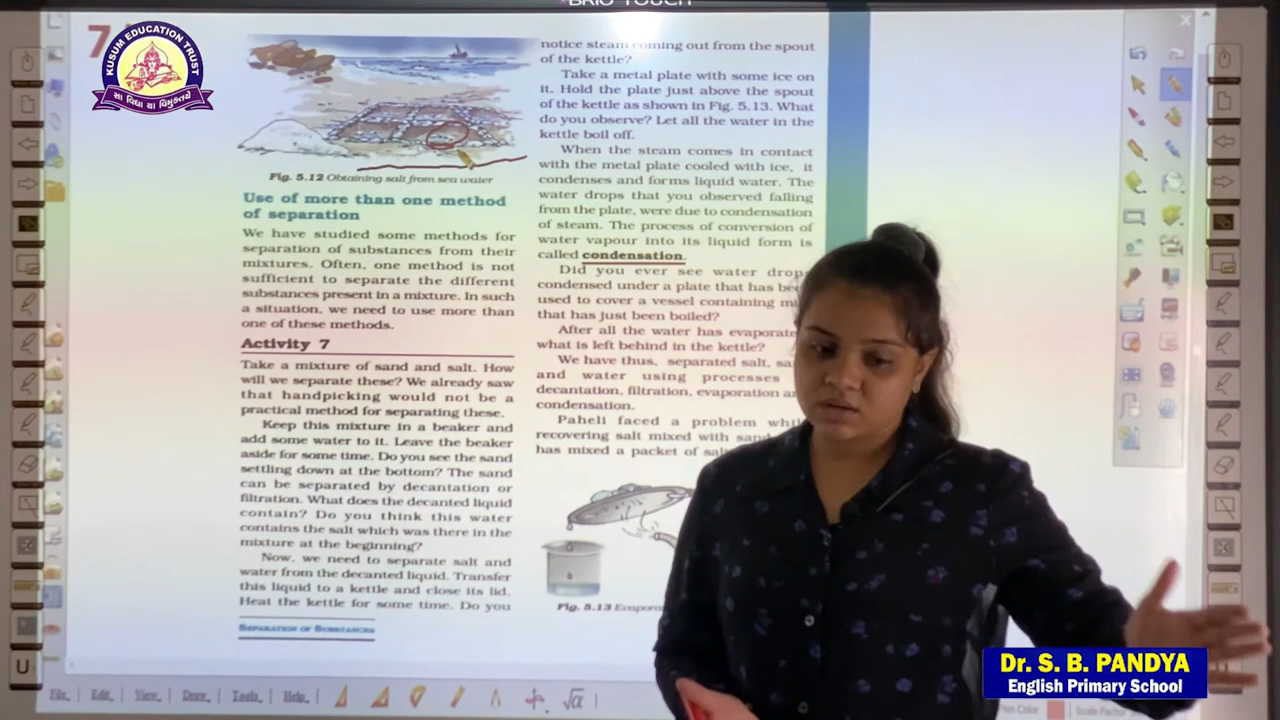 BRIO TOUCH
7
KUSUM EDUCATION TRUST
સા વિદ્યા યા વિમુક્તયે
Fig. 5.12 Obtaining salt from sea water
Use of more than one method
of separation
We have studied some methods for
separation of substances from their
mixtures. Often, one method is not
sufficient to separate the different
substances present in a mixture. In such
a situation, we need to use more than
one of these methods.
Activity 7
Take a mixture of sand and salt. How
will we separate these? We already saw
that handpicking would not be a
practical method for separating these.
Keep this mixture in a beaker and
add some water to it. Leave the beaker
aside for some time. Do you see the sand
settling down at the bottom? The sand
can be separated by decantation or
filtration. What does the decanted liquid
contain? Do you think this water
contains the salt which was there in the
mixture at the beginning?
Now, we need to separate salt and
water from the decanted liquid. Transfer
this liquid to a kettle and close its lid.
Heat the kettle for some time. Do you
SEPARATION OF SUBSTANCES
notice steam coming out from the spout
of the kettle?
Take a metal plate with some ice on
it. Hold the plate just above the spout
of the kettle as shown in Fig. 5.13. What
do you observe? Let all the water in the
kettle boil off.
When the steam comes in contact
with the metal plate cooled with ice, it
condenses and forms liquid water. The
water drops that you observed falling
from the plate, were due to condensation
of steam. The process of conversion of
water vapour into its liquid form is
called condensation.
Did you ever see water drops
condensed under a plate that has
used to cover a vessel containing
that has just been boiled?
After all the water has
what is left behind in the kettle?
We have thus, separated salt,
and water using processes
decantation, filtration, evaporation
condensation.
Paheli faced a problem
recovering salt mixed with
has mixed a packet of
Fig. 5.13
File Edit View Draw Tools Help
U
Dr. S. B. PANDYA
English Primary School
Pen Color
Scale Factor